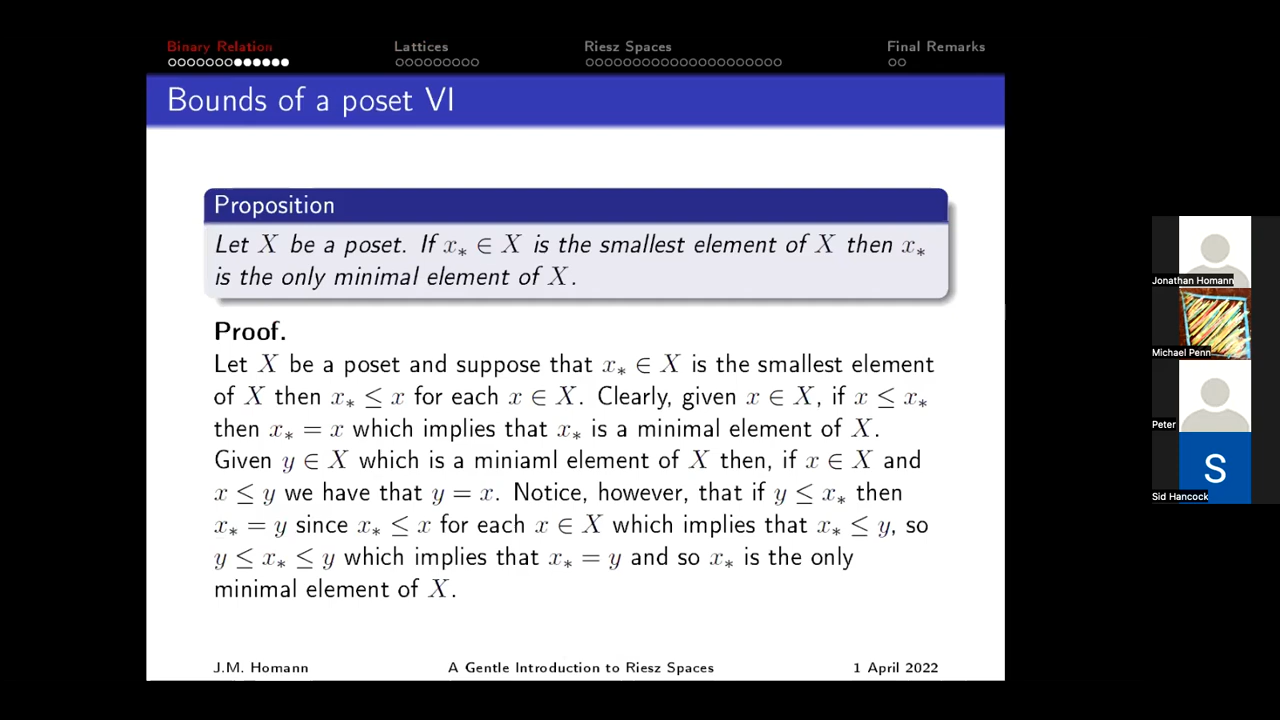 Binary Relation Lattices Riesz Spaces Final Remarks
Bounds of a poset VI
Proposition
Let X be a poset. If x∗ ∈ X is the smallest element of X then x∗
is the only minimal element of X.
Proof.
Let X be a poset and suppose that x∗ ∈ X is the smallest element
of X then x∗ ≤ x for each x ∈ X. Clearly, given x ∈ X, if x ≤ x∗
then x∗ = x which implies that x∗ is a minimal element of X.
Given y ∈ X which is a miniaml element of X then, if x ∈ X and
x ≤ y we have that y = x. Notice, however, that if y ≤ x∗ then
x∗ = y since x∗ ≤ x for each x ∈ X which implies that x∗ ≤ y, so
y ≤ x∗ ≤ y which implies that x∗ = y and so x∗ is the only
minimal element of X.
J.M. Homann A Gentle Introduction to Riesz Spaces 1 April 2022
Jonathan Homann
Michael Penn
Peter
S
Sid Hancock